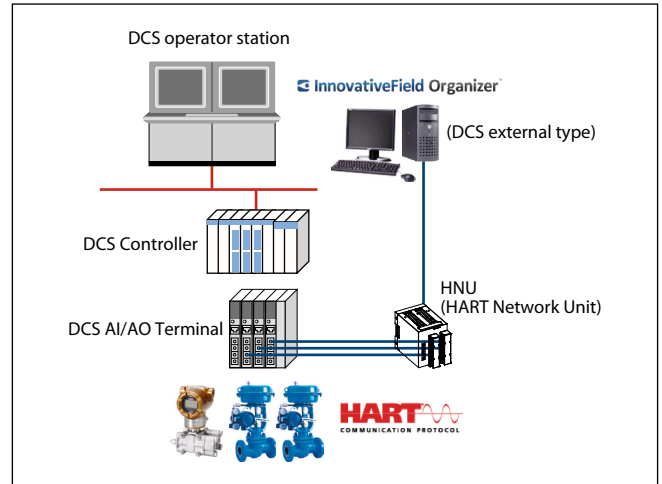 DCS operator station
InnovativeField Organizer™
(DCS external type)
DCS Controller
HNU
(HART Network Unit)
DCS AI/AO Terminal
HART
COMMUNICATION PROTOCOL